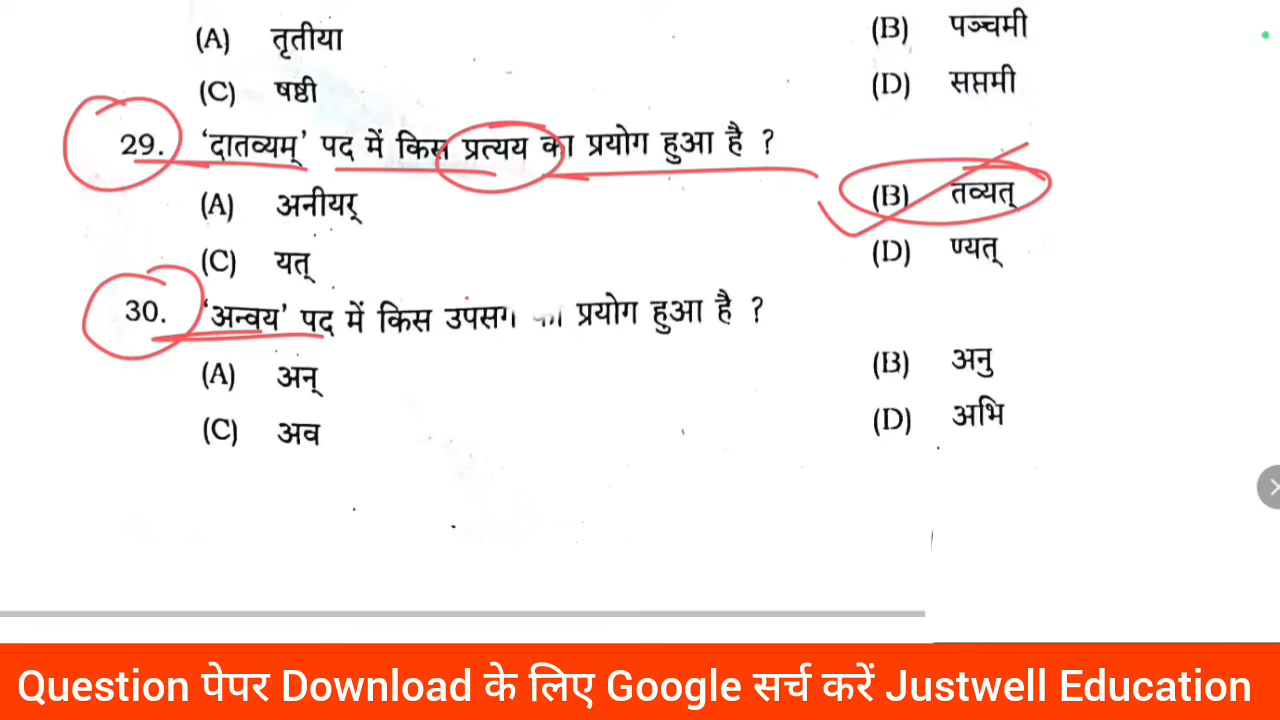 (A) तृतीया (B) पञ्चमी
(C) षष्ठी (D) सप्तमी
29. ‘दातव्यम्’ पद में किस प्रत्यय का प्रयोग हुआ है ?
(A) अनीयर् (B) तव्यत्
(C) यत् (D) ण्यत्
30. ‘अन्वय’ पद में किस प्रयोग हुआ है ?
(A) अन् (B) अनु
(C) अव (D) अभि
Question पेपर Download के लिए Google सर्च करें Justwell Education